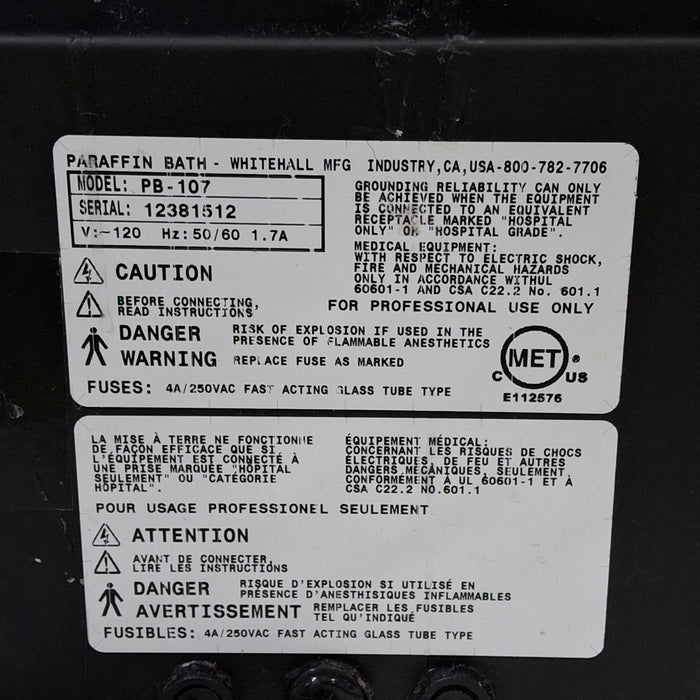 PARAFFIN BATH - WHITEHALL MFG INDUSTRY,CA,USA-800-782-7706
MODEL: PB-107
SERIAL: 12381512
V:~120 Hz:50/60 1.7A
GROUNDING RELIABILITY CAN ONLY
BE ACHIEVED WHEN THE EQUIPMENT
IS CONNECTED TO AN EQUIVALENT
RECEPTACLE MARKED "HOSPITAL
ONLY" OR "HOSPITAL GRADE".
MEDICAL EQUIPMENT:
WITH RESPECT TO ELECTRIC SHOCK,
FIRE AND MECHANICAL HAZARDS
ONLY IN ACCORDANCE WITHUL
60601-1 AND CSA C22.2 No. 601.1
CAUTION
BEFORE CONNECTING,
READ INSTRUCTIONS
FOR PROFESSIONAL USE ONLY
DANGER
RISK OF EXPLOSION IF USED IN THE
PRESENCE OF FLAMMABLE ANESTHETICS
WARNING
REPLACE FUSE AS MARKED
FUSES: 4A/250VAC FAST ACTING GLASS TUBE TYPE
C MET US ®
E112576
LA MISE À TERRE NE FONCTIONNE
DE FAÇON EFFICACE QUE SI
L'ÉQUIPEMENT EST CONNECTÉ À
UNE PRISE MARQUÉE "HÔPITAL
SEULEMENT" OU "CATÉGORIE
HÔPITAL".
ÉQUIPEMENT MÉDICAL:
CONCERNANT LES RISQUES DE CHOCS
ÉLECTRIQUES, DE FEU ET AUTRES
DANGERS MÉCANIQUES, SEULEMENT
CONFORMÉMENT À UL 60601-1 ET À
CSA C22.2 NO.601.1
POUR USAGE PROFESSIONEL SEULEMENT
ATTENTION
AVANT DE CONNECTER,
LIRE LES INSTRUCTIONS
DANGER
RISQUE D'EXPLOSION SI UTILISÉ EN
PRÉSENCE D'ANESTHISIQUES INFLAMMABLES
AVERTISSEMENT
REMPLACER LES FUSIBLES
TEL QU'INDIQUÉ
FUSIBLES: 4A/250VAC FAST ACTING GLASS TUBE TYPE